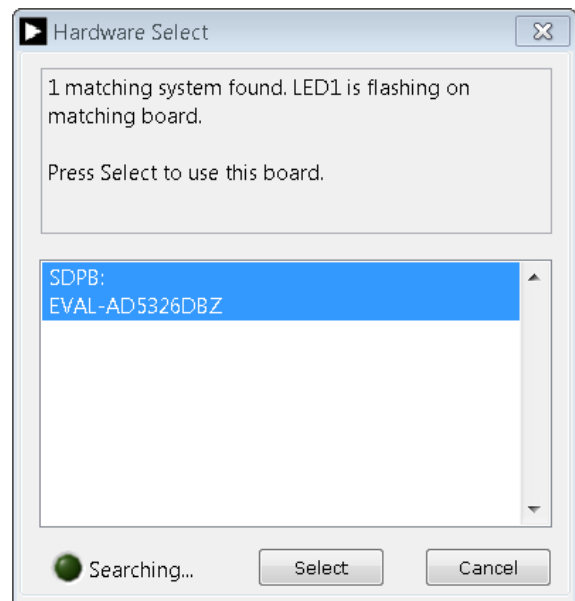 Hardware Select
1 matching system found. LED1 is flashing on
matching board.
Press Select to use this board.
SDPB:
EVAL-AD5326DBZ
Searching...
Select
Cancel